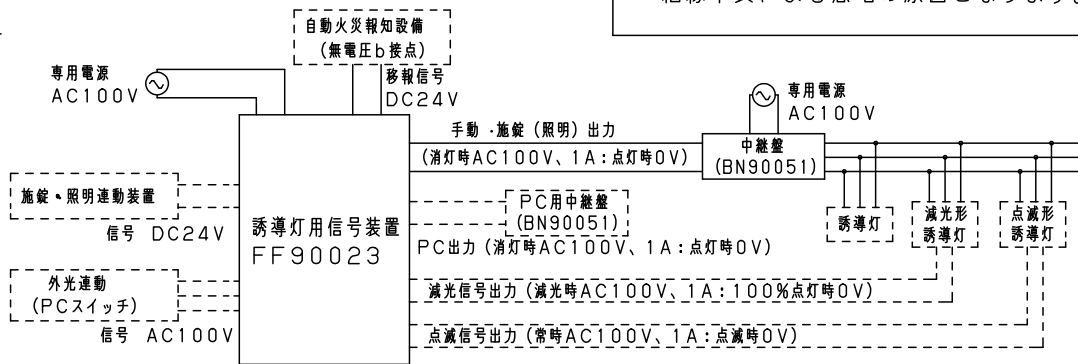 自動火災報知設備
(無電圧b接点)
専用電源
AC100V
移報信号
DC24V
専用電源
AC100V
手動・施錠(照明)出力
(消灯時AC100V、1A:点灯時0V)
中継盤
(BN90051)
施錠・照明連動装置
信号 DC24V
誘導灯用信号装置
FF90023
PC用中継盤
(BN90051)
PC出力(消灯時AC100V、1A:点灯時0V)
誘導灯
減光形
誘導灯
点滅形
誘導灯
外光連動
(PCスイッチ)
信号 AC100V
減光信号出力(減光時AC100V、1A:100%点灯時0V)
点滅信号出力(常時AC100V、1A:点滅時0V)